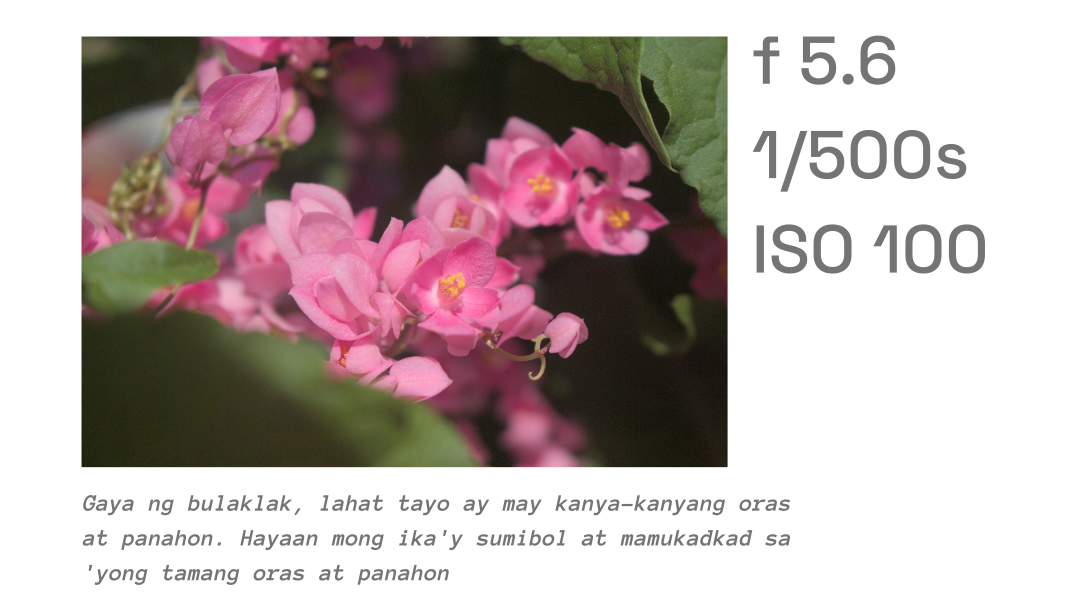 f 5.6
1/500s
ISO 100
Gaya ng bulaklak, lahat tayo ay may kanya-kanyang oras
at panahon. Hayaan mong ika'y sumibol at mamukadkad sa
'yong tamang oras at panahon